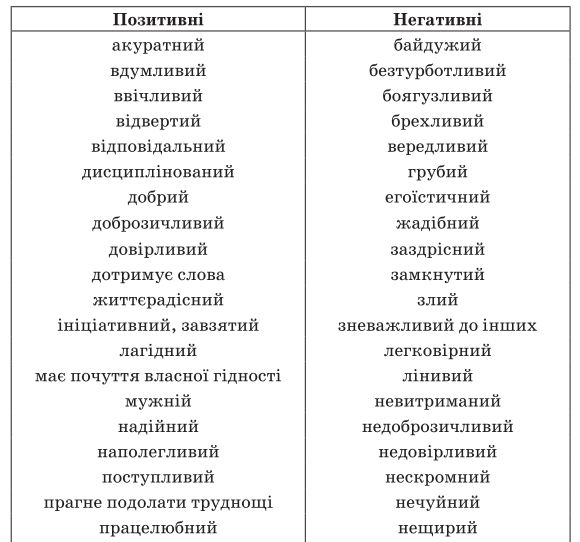 Позитивні Негативні
акуратний байдужий
вдумливий безтурботливий
ввічливий боягузливий
відвертий брехливий
відповідальний вередливий
дисциплінований грубий
добрий егоїстичний
доброзичливий жадібний
довірливий заздрісний
дотримує слова замкнутий
життєрадісний злий
ініціативний, завзятий зневажливий до інших
лагідний легковірний
має почуття власної гідності лінивий
мужній невитриманий
надійний недоброзичливий
наполегливий недовірливий
поступливий нескромний
прагне подолати труднощі нечуйний
працелюбний нещирий